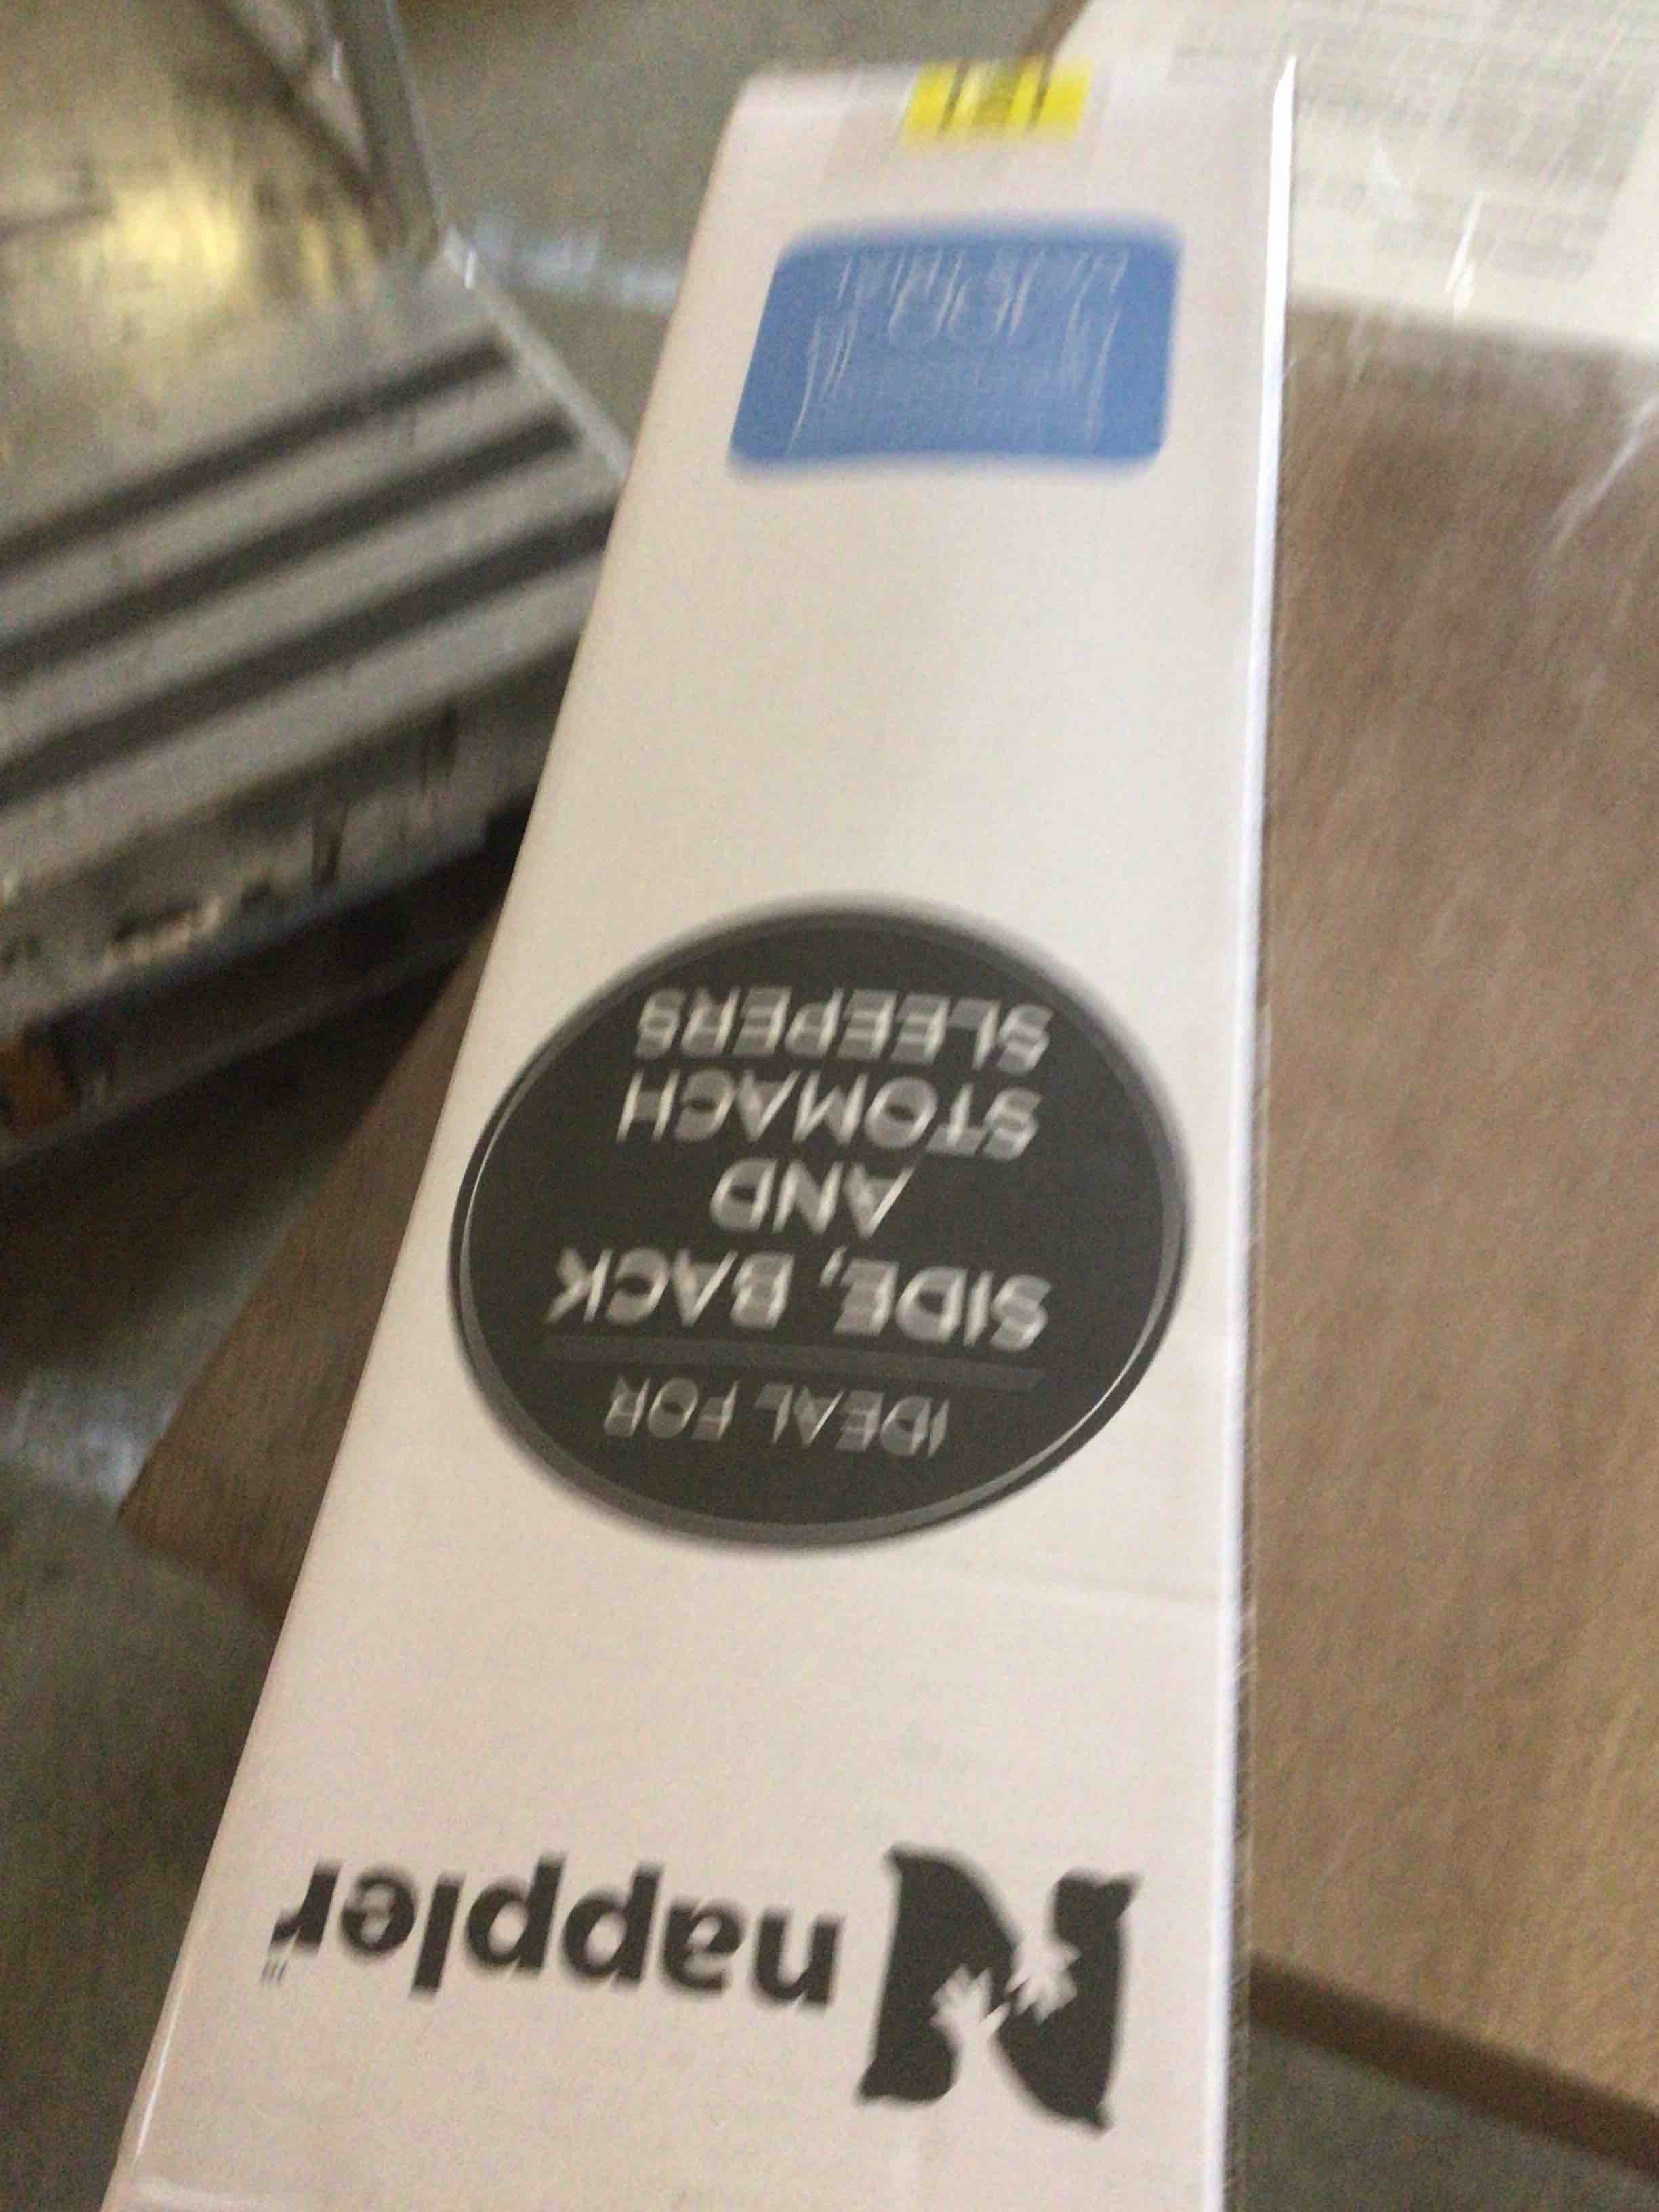 nappler
IDEAL FOR
SIDE, BACK
AND
STOMACH
SLEEPERS